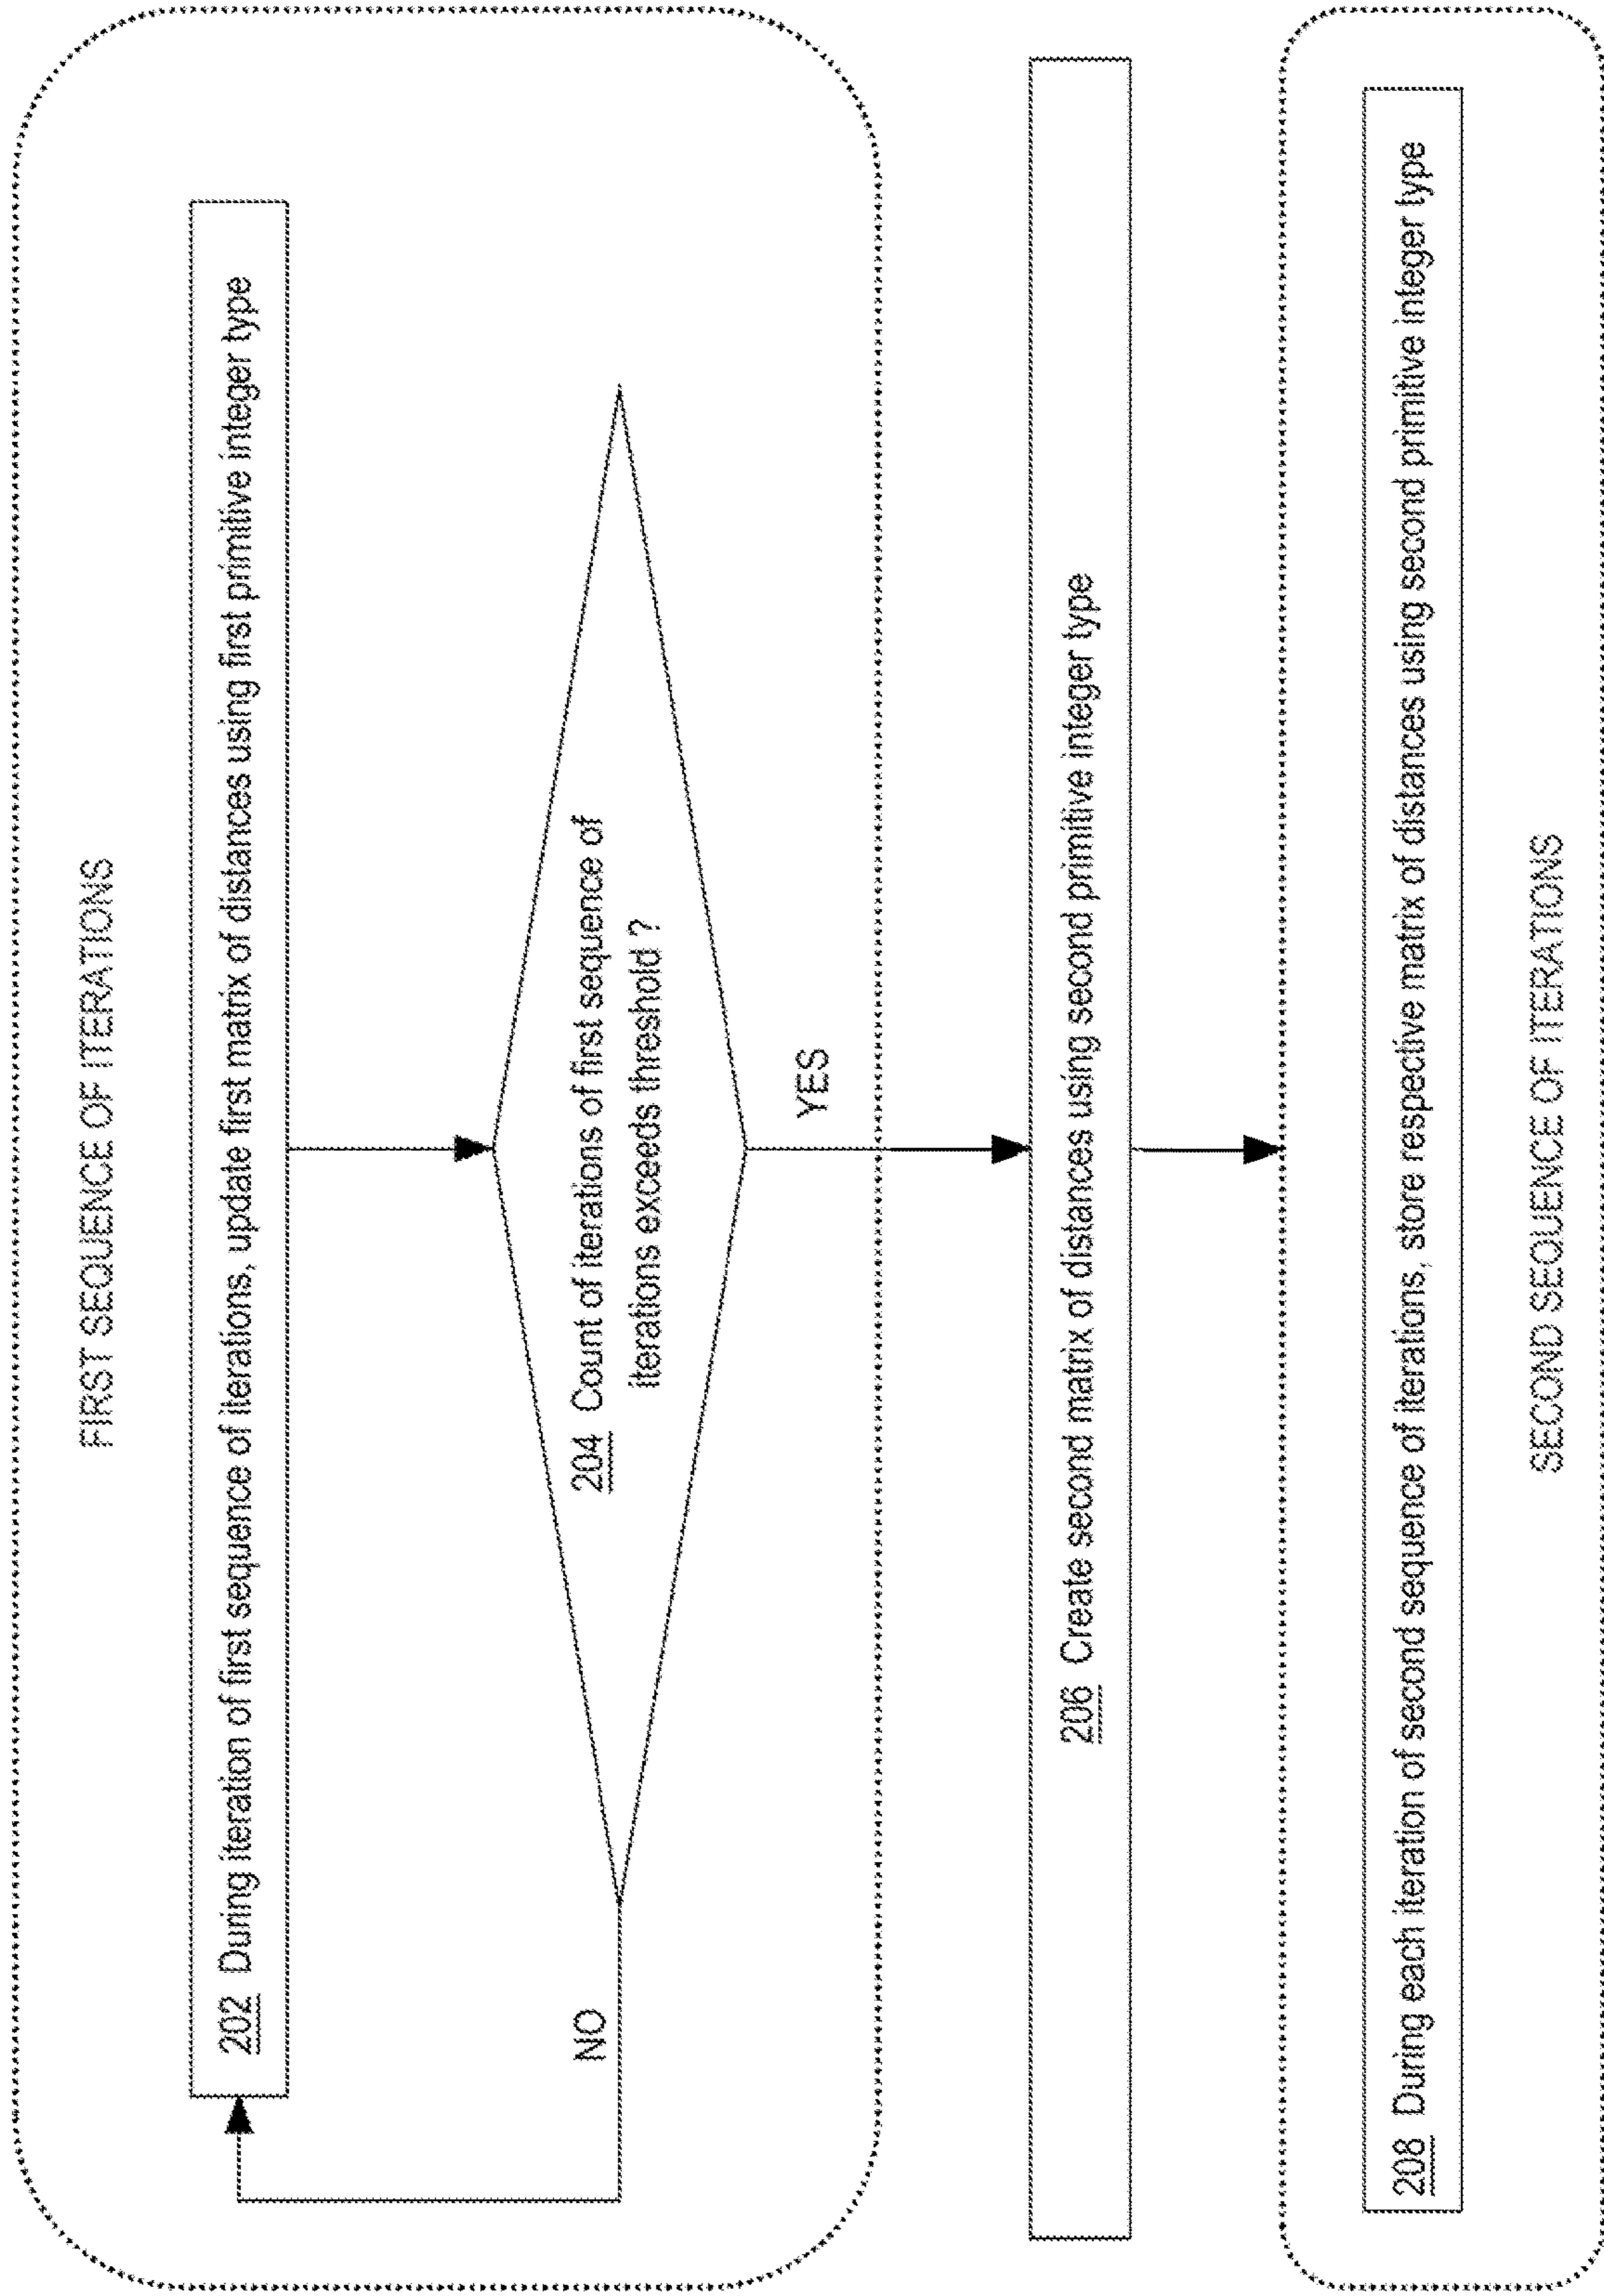 FIRST SEQUENCE OF ITERATIONS
202 During iteration of first sequence of iterations, update first matrix of distances using first primitive integer type
204 Count of iterations of first sequence of
iterations exceeds threshold ?
NO
YES
206 Create second matrix of distances using second primitive integer type
208 During each iteration of second sequence of iterations, store respective matrix of distances using second primitive integer type
SECOND SEQUENCE OF ITERATIONS